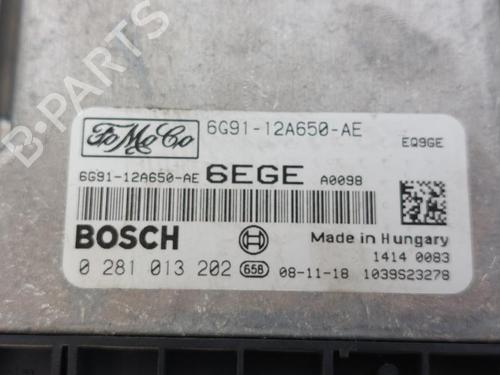 FoMoCo
6G91-12A650-AE
EQ9GE
6G91-12A650-AE 6EGE A0098
BOSCH
Made in Hungary
1414 0083
0 281 013 202 658 08-11-18 1039S23278
B-PARTS